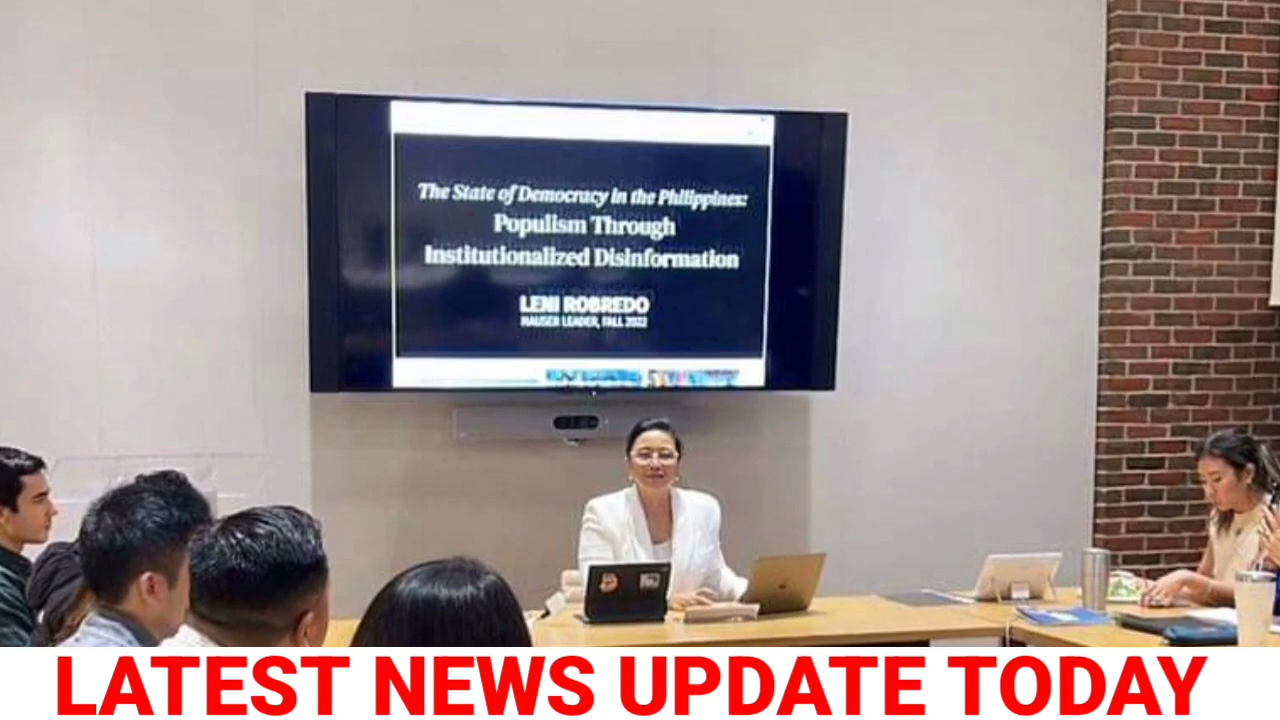 The State of Democracy in the Philippines:
Populism Through
Institutionalized Disinformation
LENI ROBREDO
HAUSER LEADER, FALL 2022
LATEST NEWS UPDATE TODAY